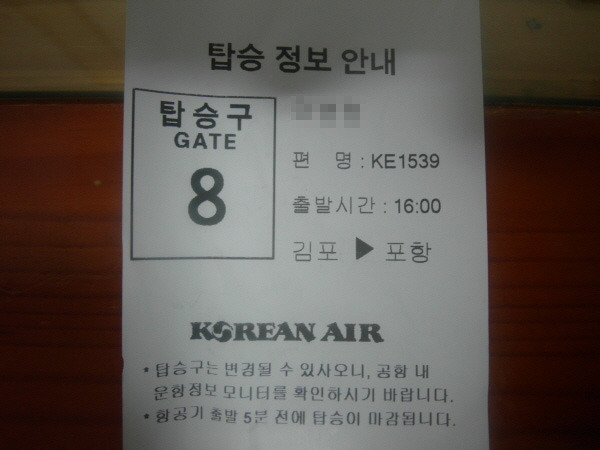 탑승 정보 안내
탑승구
GATE
8
편 명 : KE1539
출발시간 : 16:00
김포 ▶ 포항
KOREAN AIR
* 탑승구는 변경될 수 있사오니, 공항 내
운항정보 모니터를 확인하시기 바랍니다.
* 항공기 출발 5분 전에 탑승이 마감됩니다.